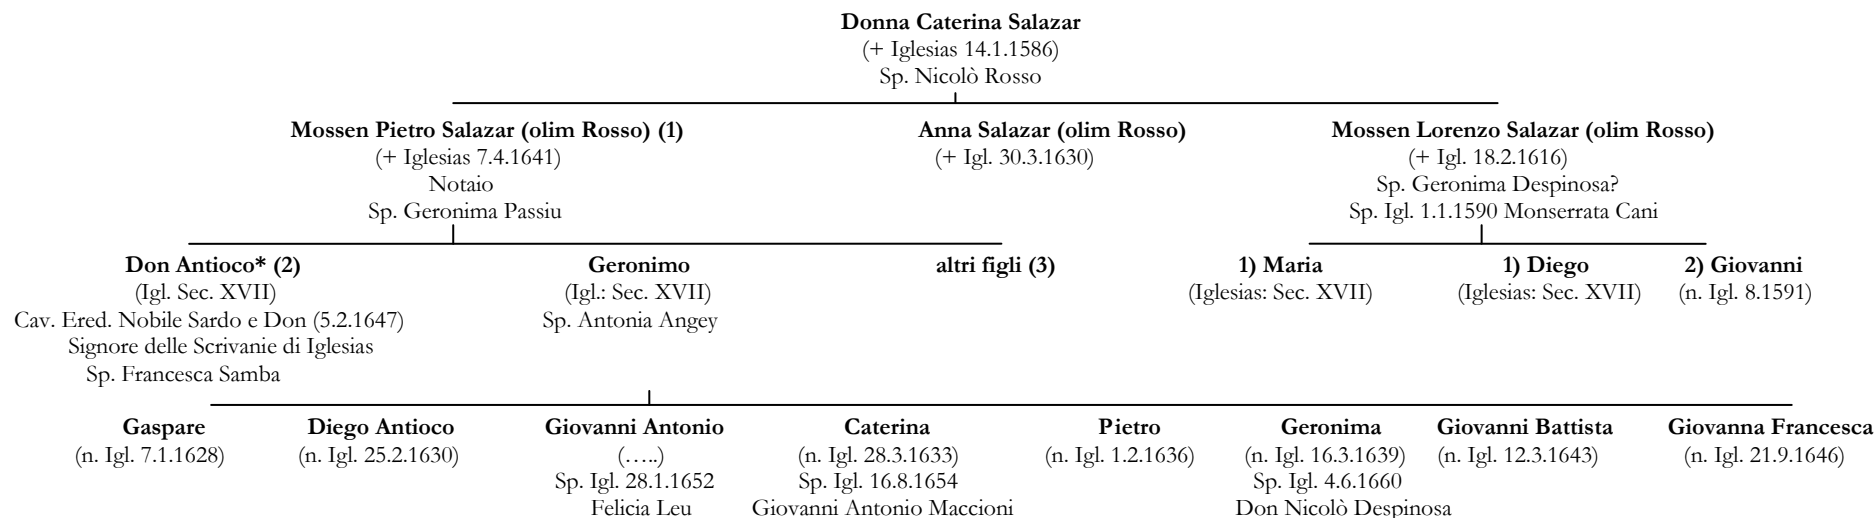 Donna Caterina Salazar
(+ Iglesias 14.1.1586)
Sp. Nicolò Rosso
Mossen Pietro Salazar (olim Rosso) (1)
(+ Iglesias 7.4.1641)
Notaio
Sp. Geronima Passiu
Anna Salazar (olim Rosso)
(+ Igl. 30.3.1630)
Mossen Lorenzo Salazar (olim Rosso)
(+ Igl. 18.2.1616)
Sp. Geronima Despinosa?
Sp. Igl. 1.1.1590 Monserrata Cani
Don Antioco* (2)
(Igl. Sec. XVII)
Cav. Ered. Nobile Sardo e Don (5.2.1647)
Signore delle Scrivanie di Iglesias
Sp. Francesca Samba
Geronimo
(Igl.: Sec. XVII)
Sp. Antonia Angey
altri figli (3)
1) Maria
(Iglesias: Sec. XVII)
1) Diego
(Iglesias: Sec. XVII)
2) Giovanni
(n. Igl. 8.1591)
Gaspare
(n. Igl. 7.1.1628)
Diego Antioco
(n. Igl. 25.2.1630)
Giovanni Antonio
(…..)
Sp. Igl. 28.1.1652
Felicia Leu
Caterina
(n. Igl. 28.3.1633)
Sp. Igl. 16.8.1654
Giovanni Antonio Maccioni
Pietro
(n. Igl. 1.2.1636)
Geronima
(n. Igl. 16.3.1639)
Sp. Igl. 4.6.1660
Don Nicolò Despinosa
Giovanni Battista
(n. Igl. 12.3.1643)
Giovanna Francesca
(n. Igl. 21.9.1646)